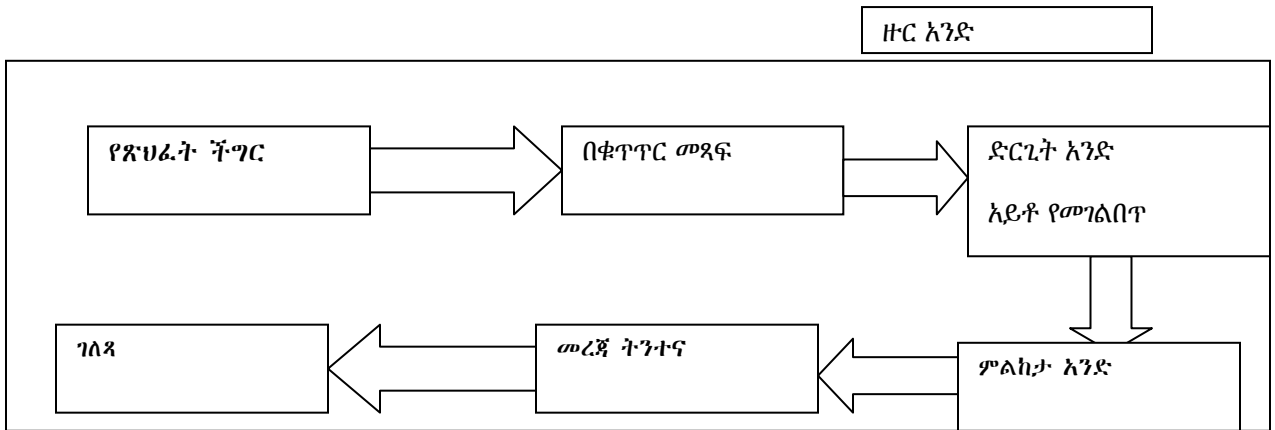 ዙር አንድ
የጽህፈት ችግር
በቁጥጥር መጻፍ
ድርጊት አንድ
አይቶ የመገልበጥ
ምልከታ አንድ
መረጃ ትንተና
ገለጻ